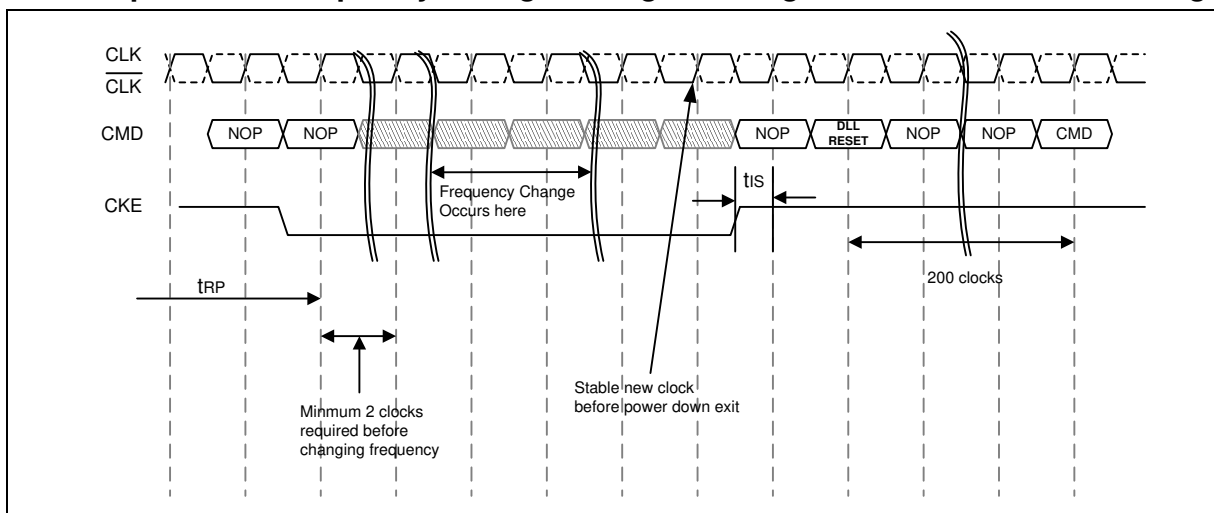 CLK
CLK
CMD
NOP
NOP
NOP
DLL
RESET
NOP
NOP
CMD
CKE
Frequency Change
Occurs here
tIS
200 clocks
tRP
Minmum 2 clocks
required before
changing frequency
Stable new clock
before power down exit